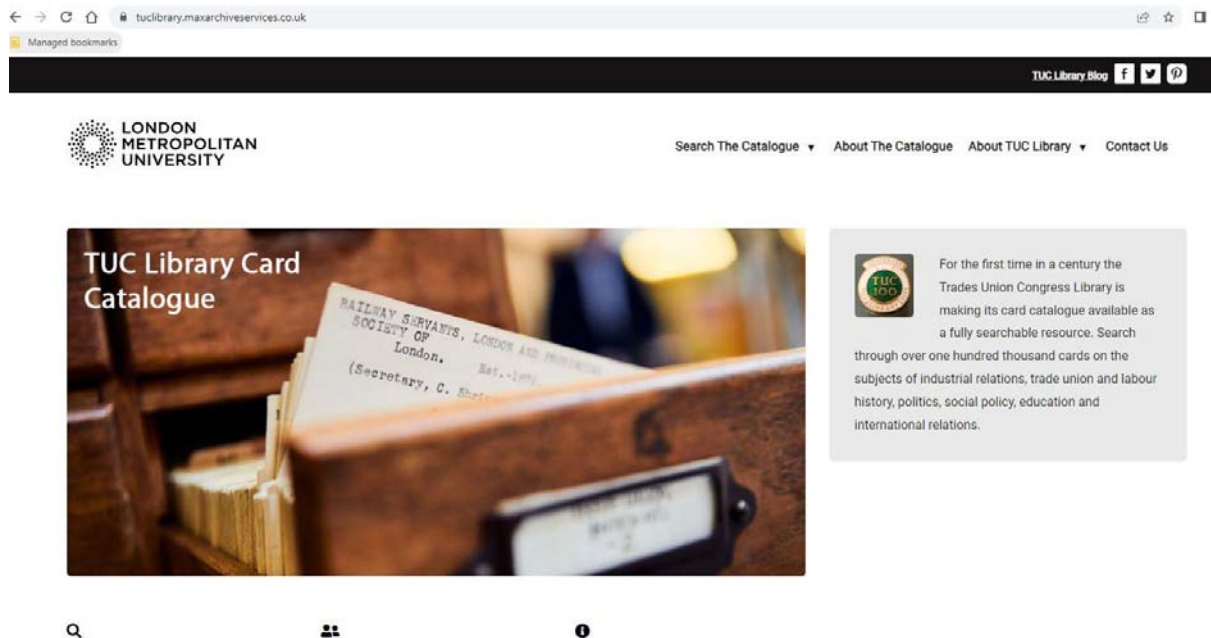 tuclibrary.maxarchiveservices.co.uk
Managed bookmarks
TUC Library Blog
LONDON
METROPOLITAN
UNIVERSITY
Search The Catalogue
About The Catalogue
About TUC Library
Contact Us
TUC Library Card
Catalogue
RAILWAY SERVANTS, LONDON AND PROVINCIAL
SOCIETY OF
London.
(Secretary, C.
TUC
100
For the first time in a century the
Trades Union Congress Library is
making its card catalogue available as
a fully searchable resource. Search
through over one hundred thousand cards on the
subjects of industrial relations, trade union and labour
history, politics, social policy, education and
international relations.